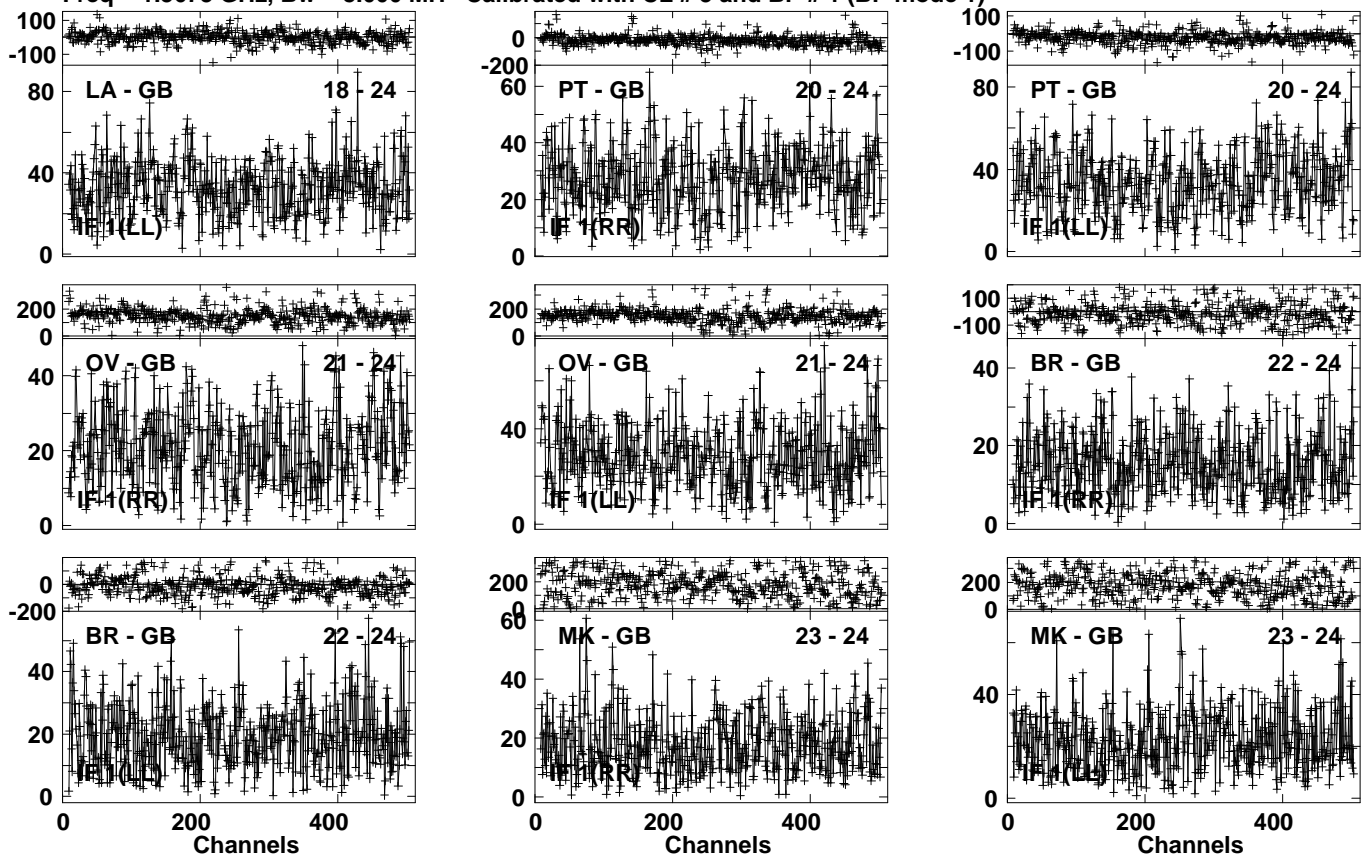 100
0
-100
LA - GB 18 - 24
80
40
0
IF 1(LL)
0
-200
PT - GB 20 - 24
60
40
20
0
IF 1(RR)
100
-100
PT - GB 20 - 24
80
40
0
IF 1(LL)
200
0
OV - GB 21 - 24
40
20
0
IF 1(RR)
200
0
OV - GB 21 - 24
40
0
IF 1(LL)
100
-100
BR - GB 22 - 24
40
20
0
IF 1(RR)
0
-200
BR - GB 22 - 24
40
20
0
IF 1(LL)
0 200 400
Channels
200
0
MK - GB 23 - 24
60
40
20
0
IF 1(RR)
0 200 400
Channels
200
0
MK - GB 23 - 24
40
0
IF 1(LL)
0 200 400
Channels